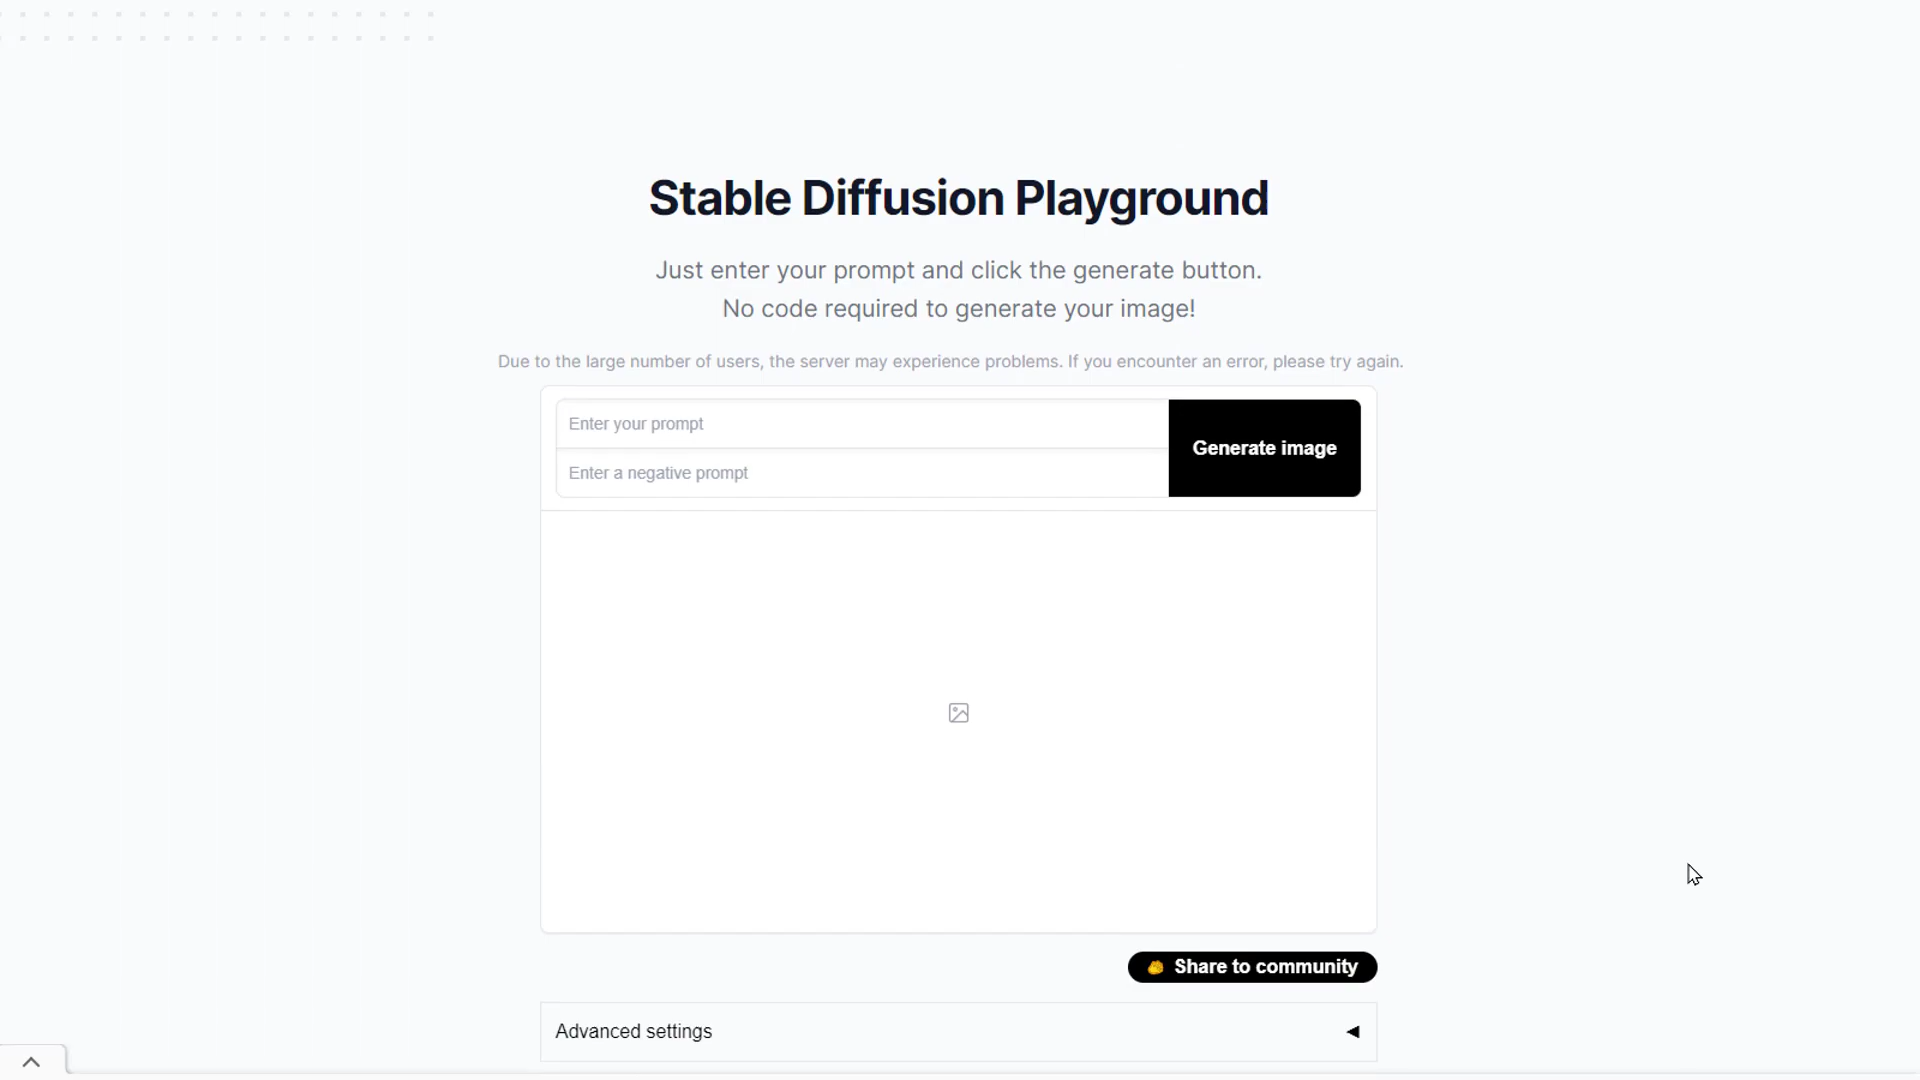 Stable Diffusion Playground
Just enter your prompt and click the generate button.
No code required to generate your image!
Due to the large number of users, the server may experience problems. If you encounter an error, please try again.
Enter your prompt
Generate image
Enter a negative prompt
Share to community
Advanced settings